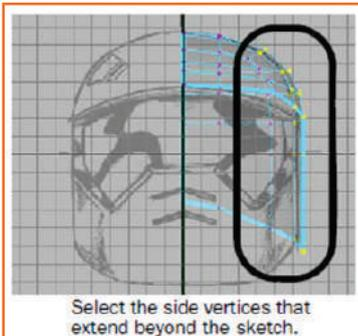 Select the side vertices that
extend beyond the sketch.